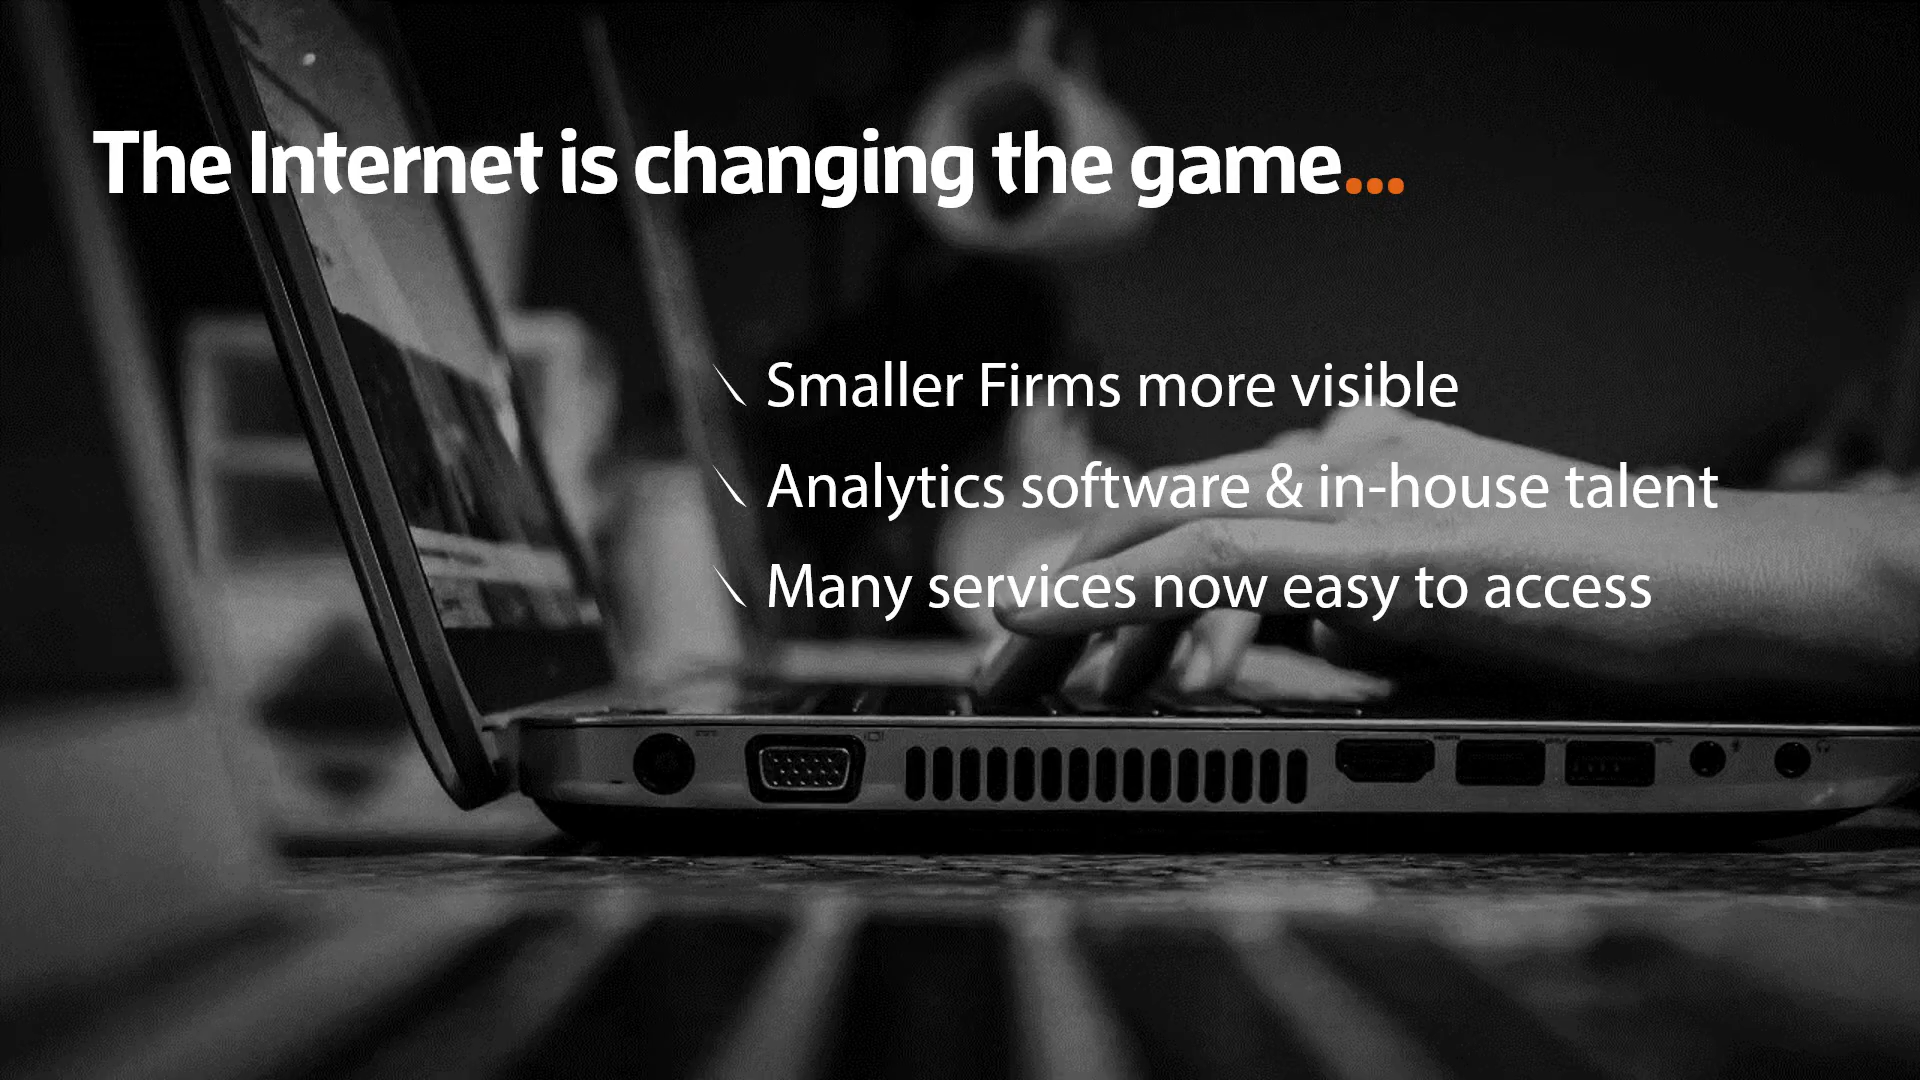 The Internet is changing the game...
Smaller Firms more visible
Analytics software & in-house talent
Many services now easy to access